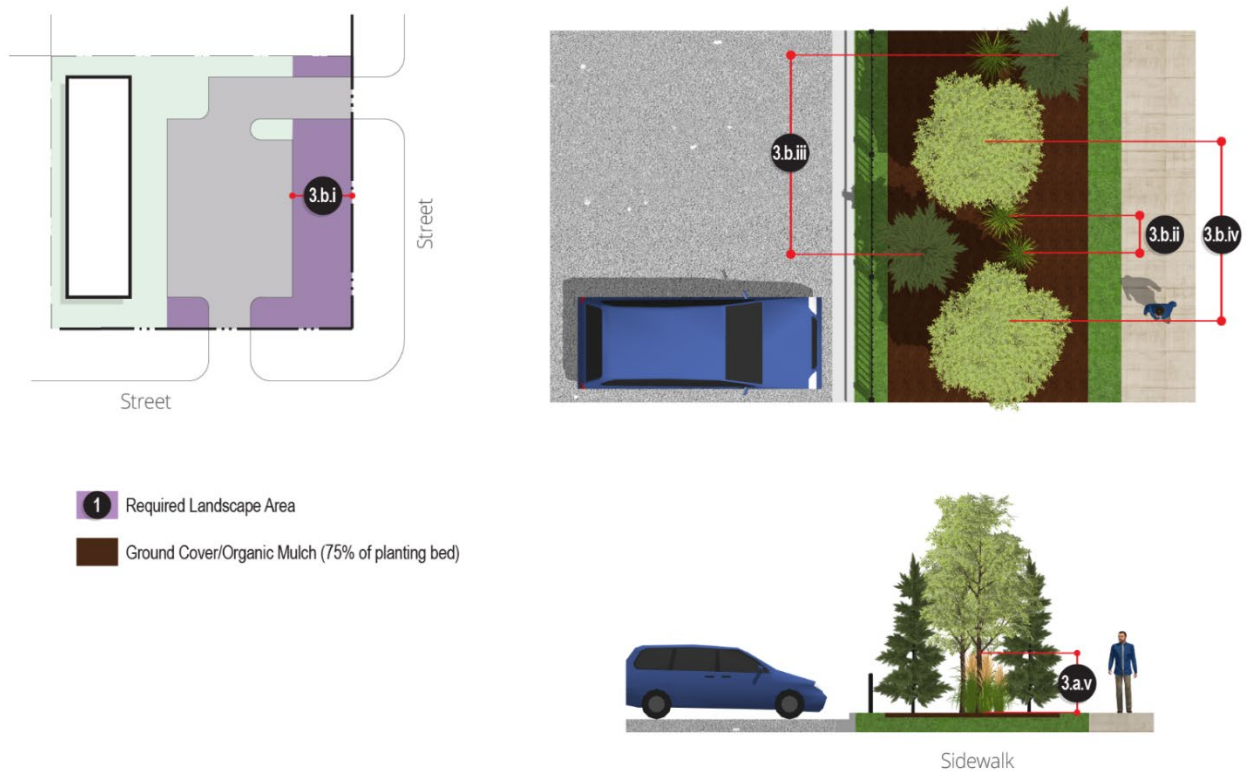 3.b.i
Street
Street
3.b.iii
3.b.ii
3.b.iv
1 Required Landscape Area
Ground Cover/Organic Mulch (75% of planting bed)
3.a.v
Sidewalk